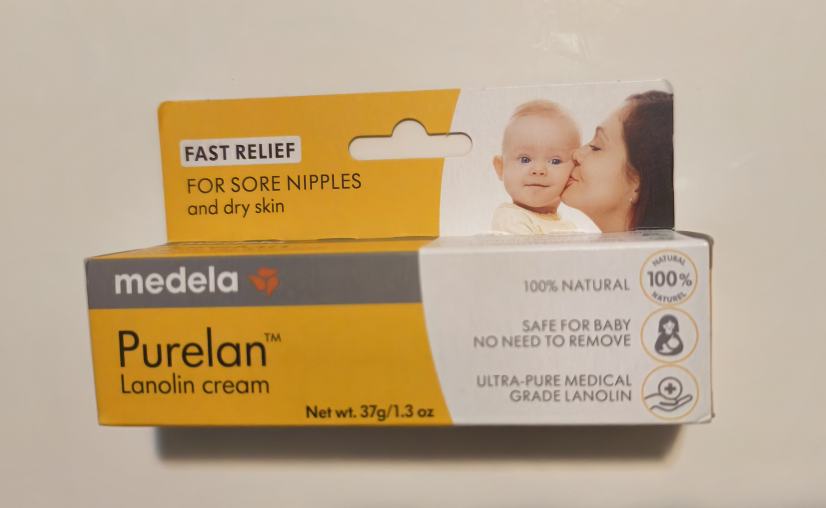 FAST RELIEF
FOR SORE NIPPLES
and dry skin
medela
Purelan™
Lanolin cream
Net wt. 37g/1.3 oz
100% NATURAL
NATURAL
100%
NATUREL
SAFE FOR BABY
NO NEED TO REMOVE
ULTRA-PURE MEDICAL
GRADE LANOLIN